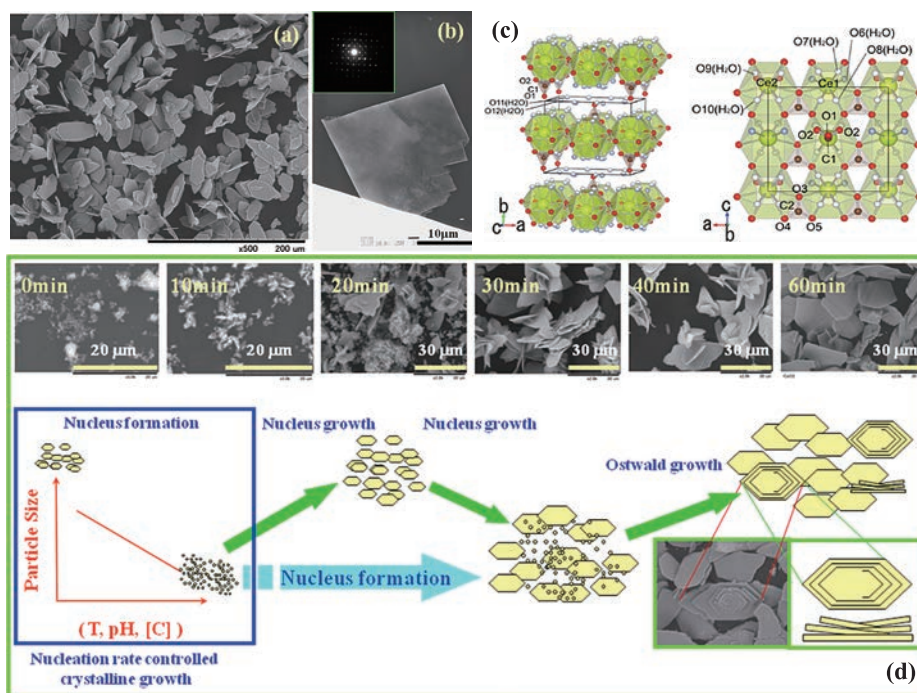 (a)
x500 200 µm
(b)
10µm
(c)
O2
C1
O1
O11(H2O)
O12(H2O)
b
c a
O6(H2O)
O7(H2O)
O8(H2O)
O9(H2O)
Ce2
Ce1
O10(H2O)
O1
O2 O2
C1
O3
C2
O4 O5
c
a
b
0min 10min 20min 30min 40min 60min
20 µm 20 µm 30 µm 30 µm 30 µm 30 µm
Nucleus formation
Nucleus growth
Nucleus growth
Ostwald growth
Particle Size
Nucleus formation
( T, pH, [C] )
Nucleation rate controlled
crystalline growth
(d)